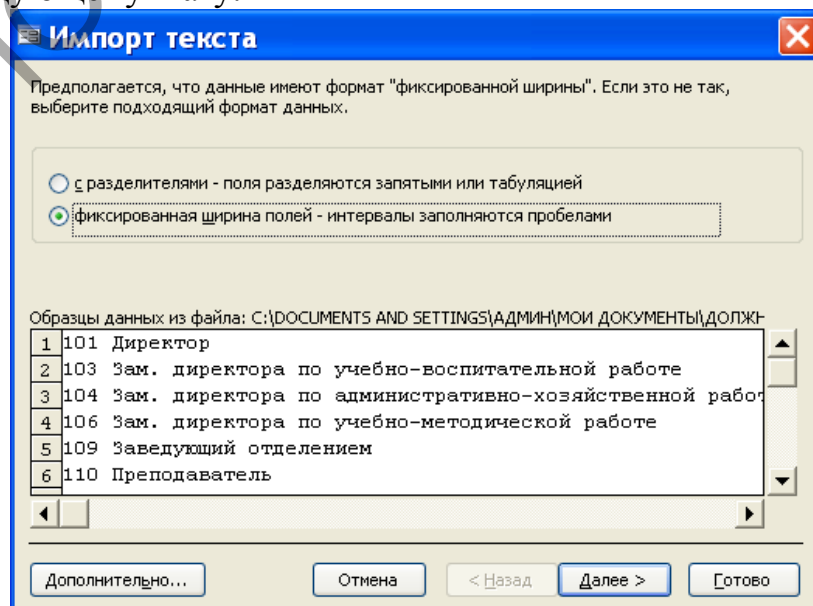 Импорт текста
Предполагается, что данные имеют формат "фиксированной ширины". Если это не так,
выберите подходящий формат данных.
с разделителями - поля разделяются запятыми или табуляцией
фиксированная ширина полей - интервалы заполняются пробелами
Образцы данных из файла: C:\DOCUMENTS AND SETTINGS\АДМИН\МОИ ДОКУМЕНТЫ\ДОЛЖН
1 101 Директор
2 103 Зам. директора по учебно-воспитательной работе
3 104 Зам. директора по административно-хозяйственной работ
4 106 Зам. директора по учебно-методической работе
5 109 Заведующий отделением
6 110 Преподаватель
Дополнительно... Отмена < Назад Далее > Готово